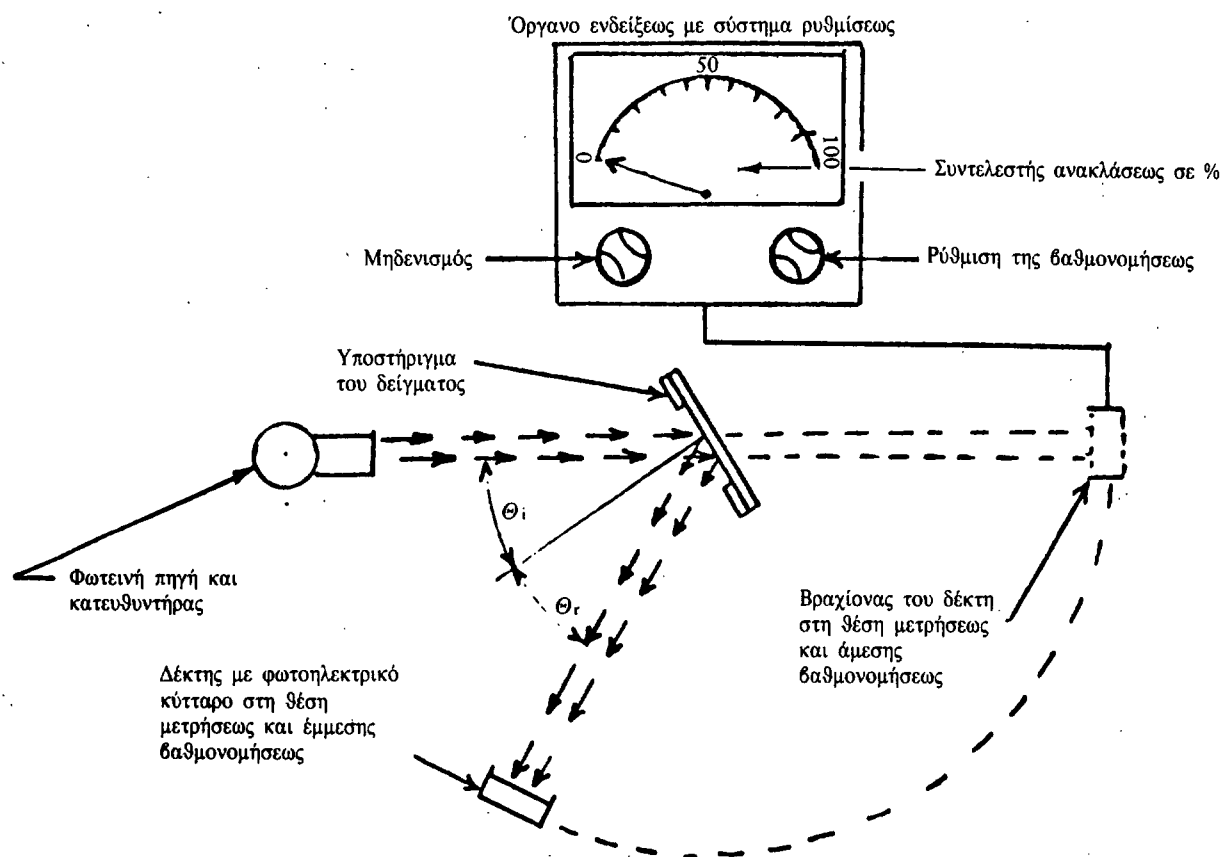 Όργανο ενδείξεως με σύστημα ρυθμίσεως
50
0
100
Συντελεστής ανακλάσεως σε %
Μηδενισμός
Ρύθμιση της βαθμονομήσεως
Υποστήριγμα
του δείγματος
Θi
Θr
Φωτεινή πηγή και
κατευθυντήρας
Βραχίονας του δέκτη
στη θέση μετρήσεως
και άμεσης
βαθμονομήσεως
Δέκτης με φωτοηλεκτρικό
κύτταρο στη θέση
μετρήσεως και έμμεσης
βαθμονομήσεως